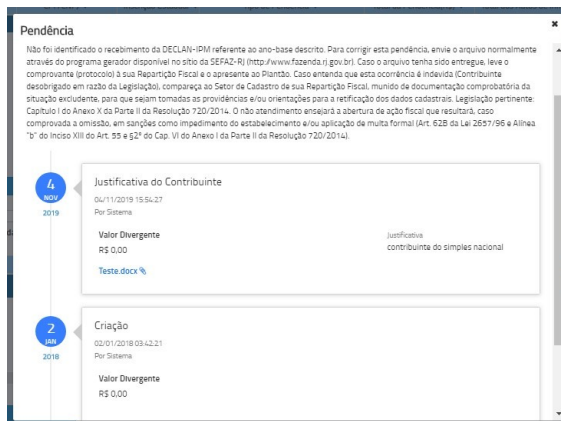 Pendência
Não foi identificado o recebimento da DECLAN-IPM referente ao ano-base descrito. Para corrigir esta pendência, envie o arquivo normalmente
através do programa gerador disponível no sítio da SEFAZ-RJ (http://www.fazenda.rj.gov.br). Caso o arquivo tenha sido entregue, leve o
comprovante (protocolo) à sua Repartição Fiscal e o apresente ao Plantão. Caso entenda que esta ocorrência é indevida (Contribuinte
desobrigado em razão da Legislação), compareça ao Setor de Cadastro de sua Repartição Fiscal, munido de documentação comprobatória da
situação excludente, para que sejam tomadas as providências e/ou orientações para a retificação dos dados cadastrais. Legislação pertinente:
Capítulo I do Anexo X da Parte II da Resolução 720/2014. O não atendimento ensejará a abertura de ação fiscal que resultará, caso
comprovada a omissão, em sanções como impedimento do estabelecimento e/ou aplicação de multa formal (Art. 62B da Lei 2657/96 e Alínea
"b" do Inciso XIII do Art. 55 e §2º do Cap. VI do Anexo I da Parte II da Resolução 720/2014).
4
NOV
2019
Justificativa do Contribuinte
04/11/2019 15:54:27
Por Sistema
Valor Divergente
R$ 0,00
Justificativa
contribuinte do simples nacional
Teste.docx
2
JAN
2018
Criação
02/01/2018 03:42:21
Por Sistema
Valor Divergente
R$ 0,00